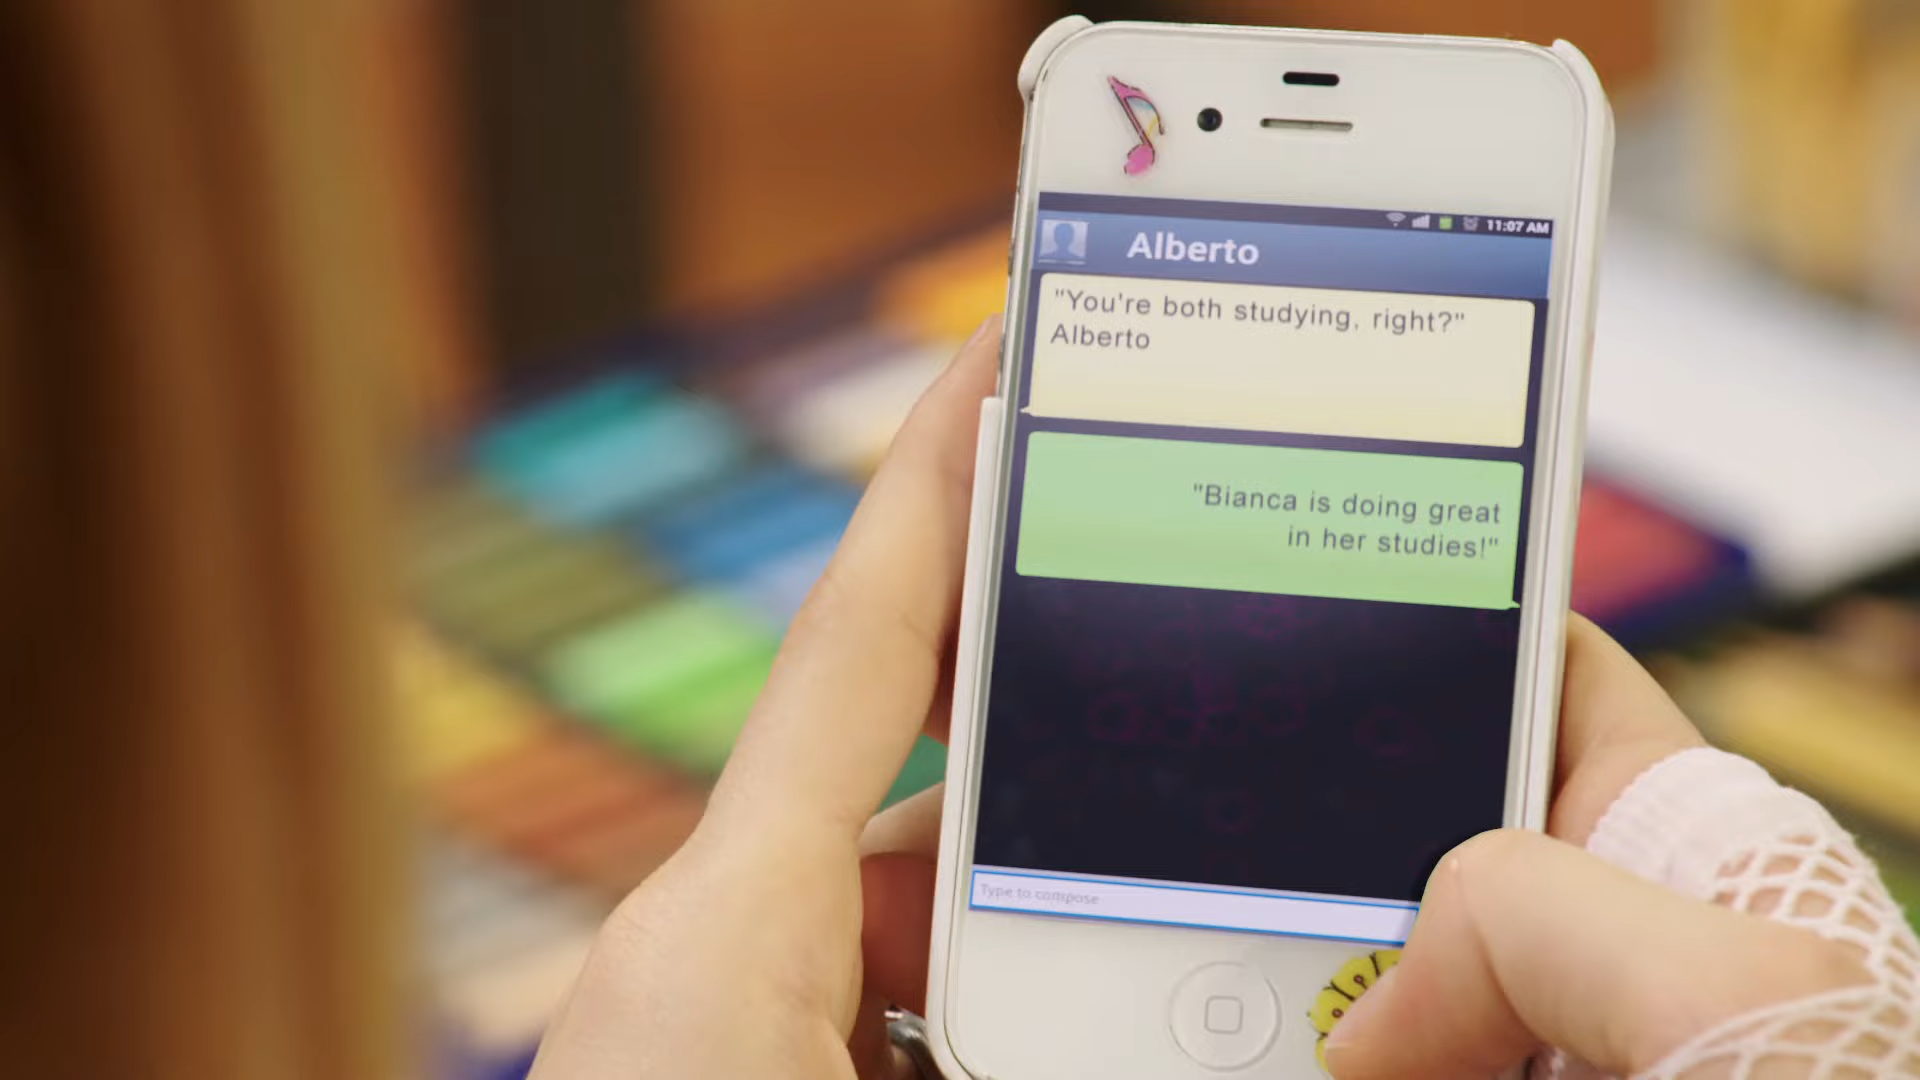 11:07 AM
Alberto
"You're both studying, right?"
Alberto
"Bianca is doing great
in her studies!"
Type to compose